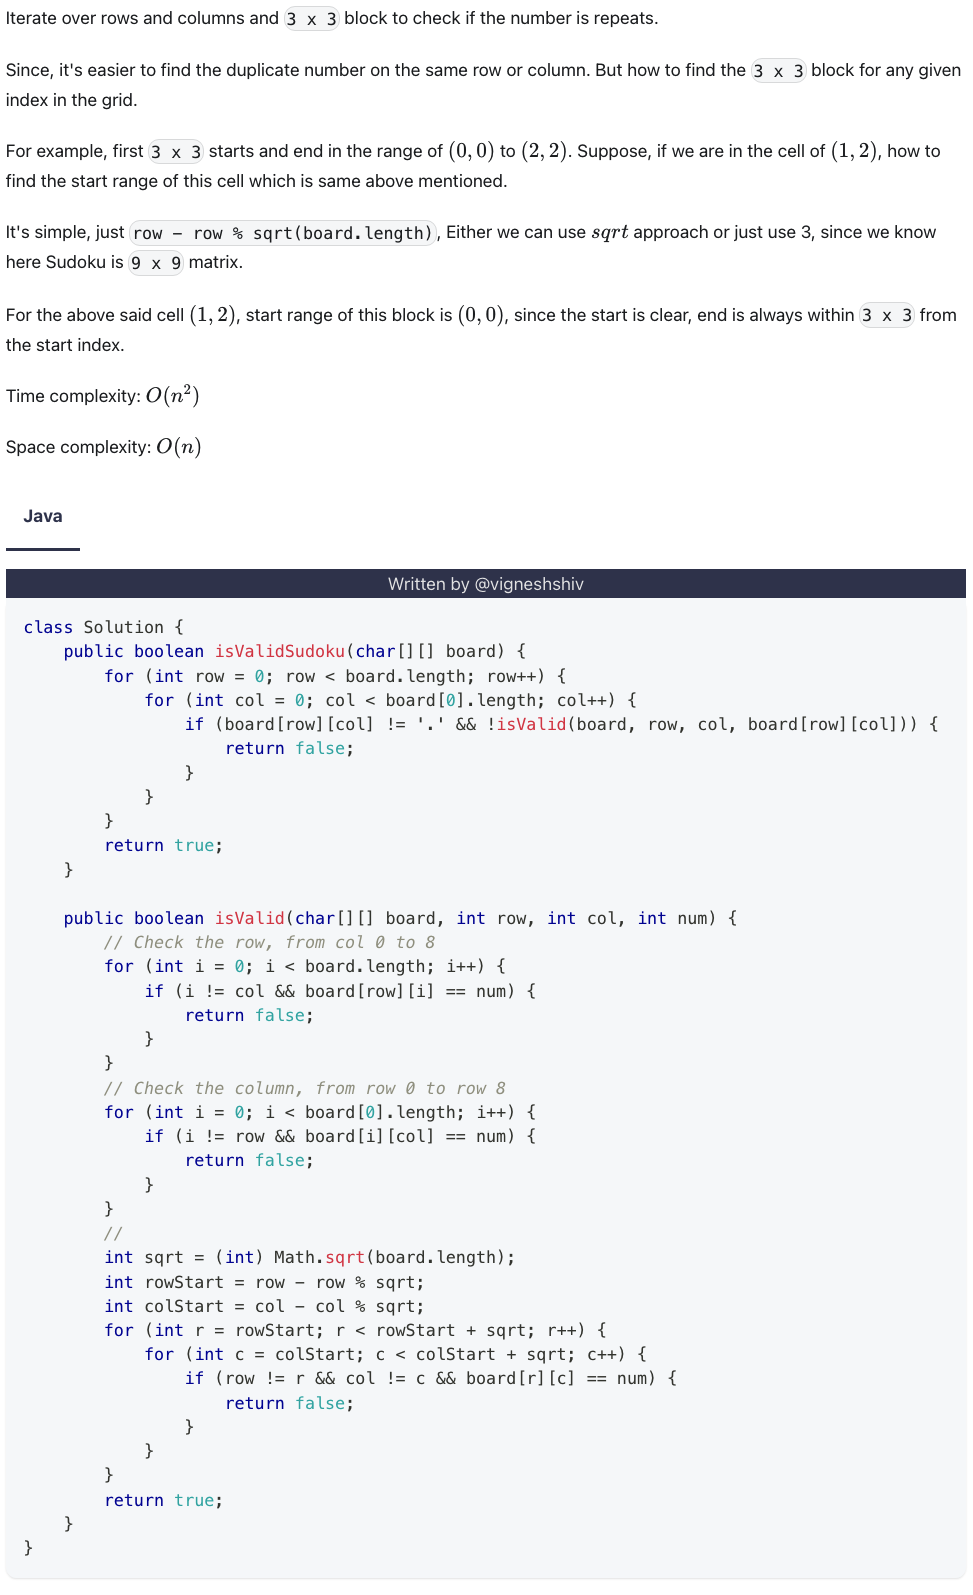 Iterate over rows and columns and 3 x 3 block to check if the number is repeats.
Since, it's easier to find the duplicate number on the same row or column. But how to find the 3 x 3 block for any given
index in the grid.
For example, first 3 x 3 starts and end in the range of (0, 0) to (2, 2). Suppose, if we are in the cell of (1, 2), how to
find the start range of this cell which is same above mentioned.
It's simple, just row - row % sqrt(board.length), Either we can use sqrt approach or just use 3, since we know
here Sudoku is 9 x 9 matrix.
For the above said cell (1, 2), start range of this block is (0, 0), since the start is clear, end is always within 3 x 3 from
the start index.
Time complexity: O(n²)
Space complexity: O(n)
Java
Written by @vigneshshiv
class Solution {
    public boolean isValidSudoku(char[][] board) {
        for (int row = 0; row < board.length; row++) {
            for (int col = 0; col < board[0].length; col++) {
                if (board[row][col] != '.' && !isValid(board, row, col, board[row][col])) {
                    return false;
                }
            }
        }
        return true;
    }
    public boolean isValid(char[][] board, int row, int col, int num) {
        // Check the row, from col 0 to 8
        for (int i = 0; i < board.length; i++) {
            if (i != col && board[row][i] == num) {
                return false;
            }
        }
        // Check the column, from row 0 to row 8
        for (int i = 0; i < board[0].length; i++) {
            if (i != row && board[i][col] == num) {
                return false;
            }
        }
        //
        int sqrt = (int) Math.sqrt(board.length);
        int rowStart = row - row % sqrt;
        int colStart = col - col % sqrt;
        for (int r = rowStart; r < rowStart + sqrt; r++) {
            for (int c = colStart; c < colStart + sqrt; c++) {
                if (row != r && col != c && board[r][c] == num) {
                    return false;
                }
            }
        }
        return true;
    }
}